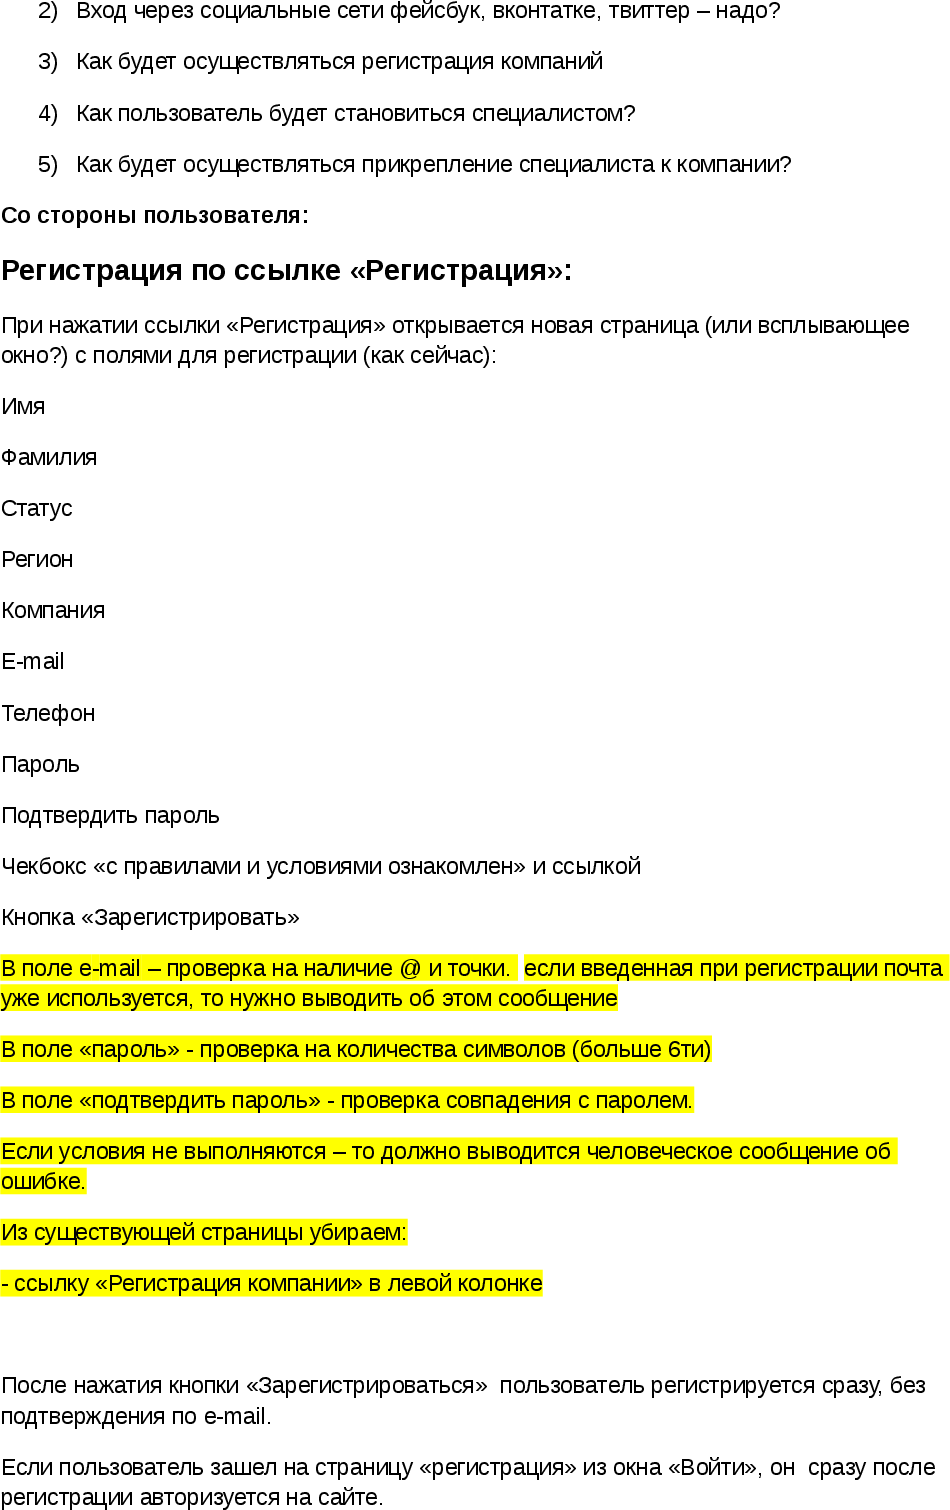 2) Вход через социальные сети фейсбук, вконтатке, твиттер – надо?
3) Как будет осуществляться регистрация компаний
4) Как пользователь будет становиться специалистом?
5) Как будет осуществляться прикрепление специалиста к компании?
Со стороны пользователя:
Регистрация по ссылке «Регистрация»:
При нажатии ссылки «Регистрация» открывается новая страница (или всплывающее
окно?) с полями для регистрации (как сейчас):
Имя
Фамилия
Статус
Регион
Компания
E-mail
Телефон
Пароль
Подтвердить пароль
Чекбокс «с правилами и условиями ознакомлен» и ссылкой
Кнопка «Зарегистрировать»
В поле e-mail – проверка на наличие @ и точки.  если введенная при регистрации почта
уже используется, то нужно выводить об этом сообщение
В поле «пароль» - проверка на количества символов (больше 6ти)
В поле «подтвердить пароль» - проверка совпадения с паролем.
Если условия не выполняются – то должно выводится человеческое сообщение об
ошибке.
Из существующей страницы убираем:
- ссылку «Регистрация компании» в левой колонке
После нажатия кнопки «Зарегистрироваться»  пользователь регистрируется сразу, без
подтверждения по e-mail.
Если пользователь зашел на страницу «регистрация» из окна «Войти», он  сразу после
регистрации авторизуется на сайте.